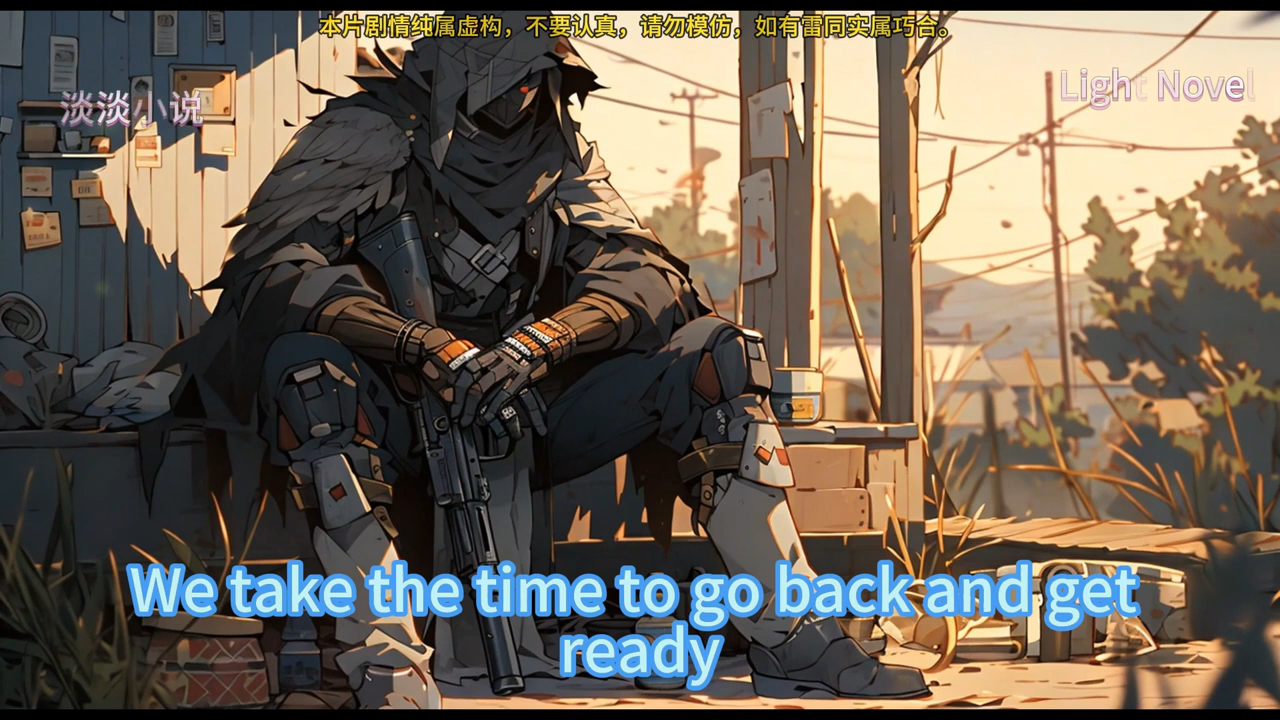 本片剧情纯属虚构，不要认真，请勿模仿，如有雷同实属巧合。
淡淡小说
Light Novel
We take the time to go back and get
ready